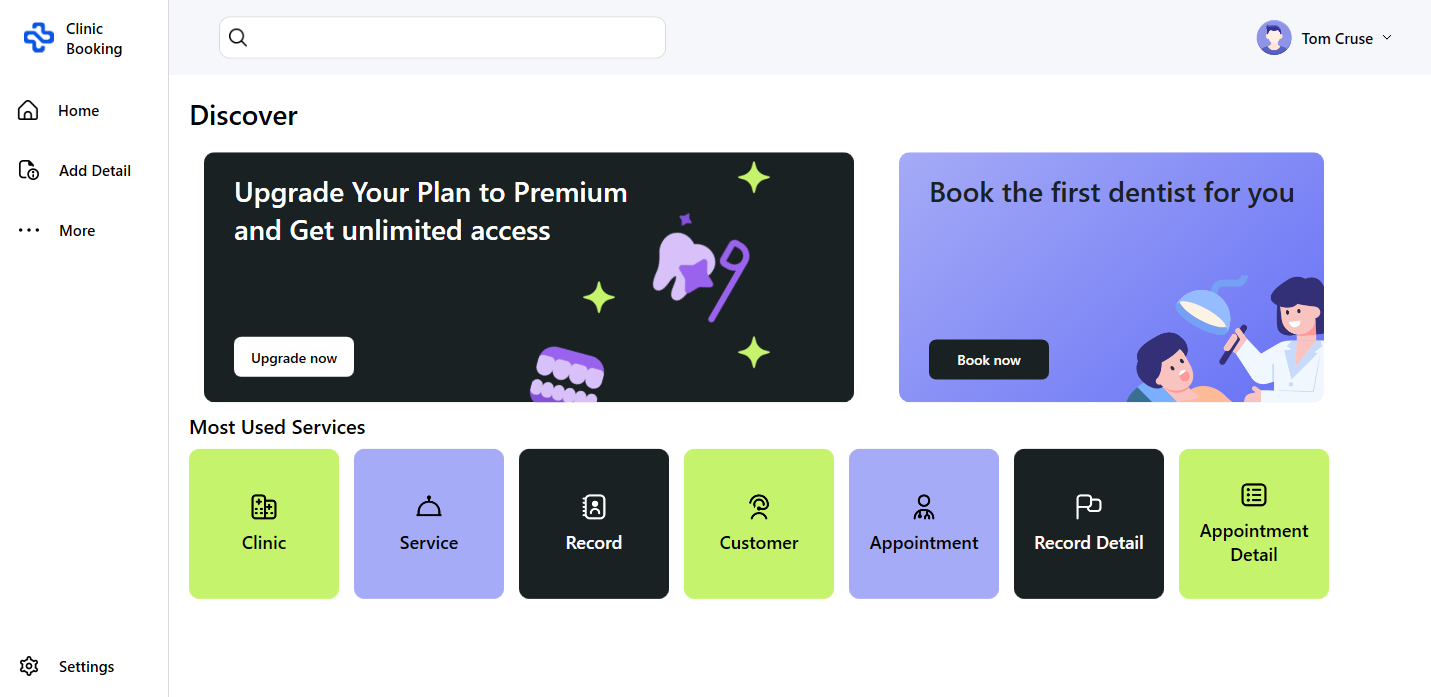 Clinic
Booking
Tom Cruse
Home
Add Detail
More
Settings
Discover
Upgrade Your Plan to Premium
and Get unlimited access
Upgrade now
Book the first dentist for you
Book now
Most Used Services
Clinic
Service
Record
Customer
Appointment
Record Detail
Appointment
Detail